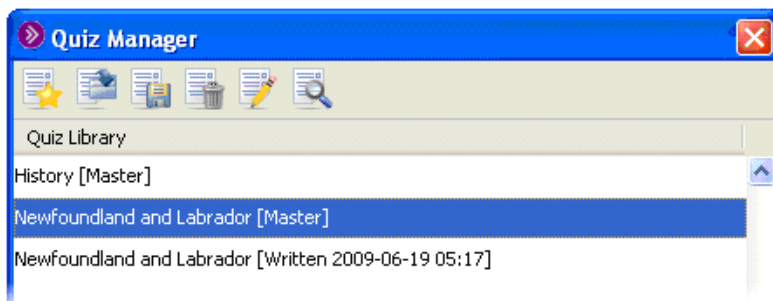 Quiz Manager
Quiz Library
History [Master]
Newfoundland and Labrador [Master]
Newfoundland and Labrador [Written 2009-06-19 05:17]